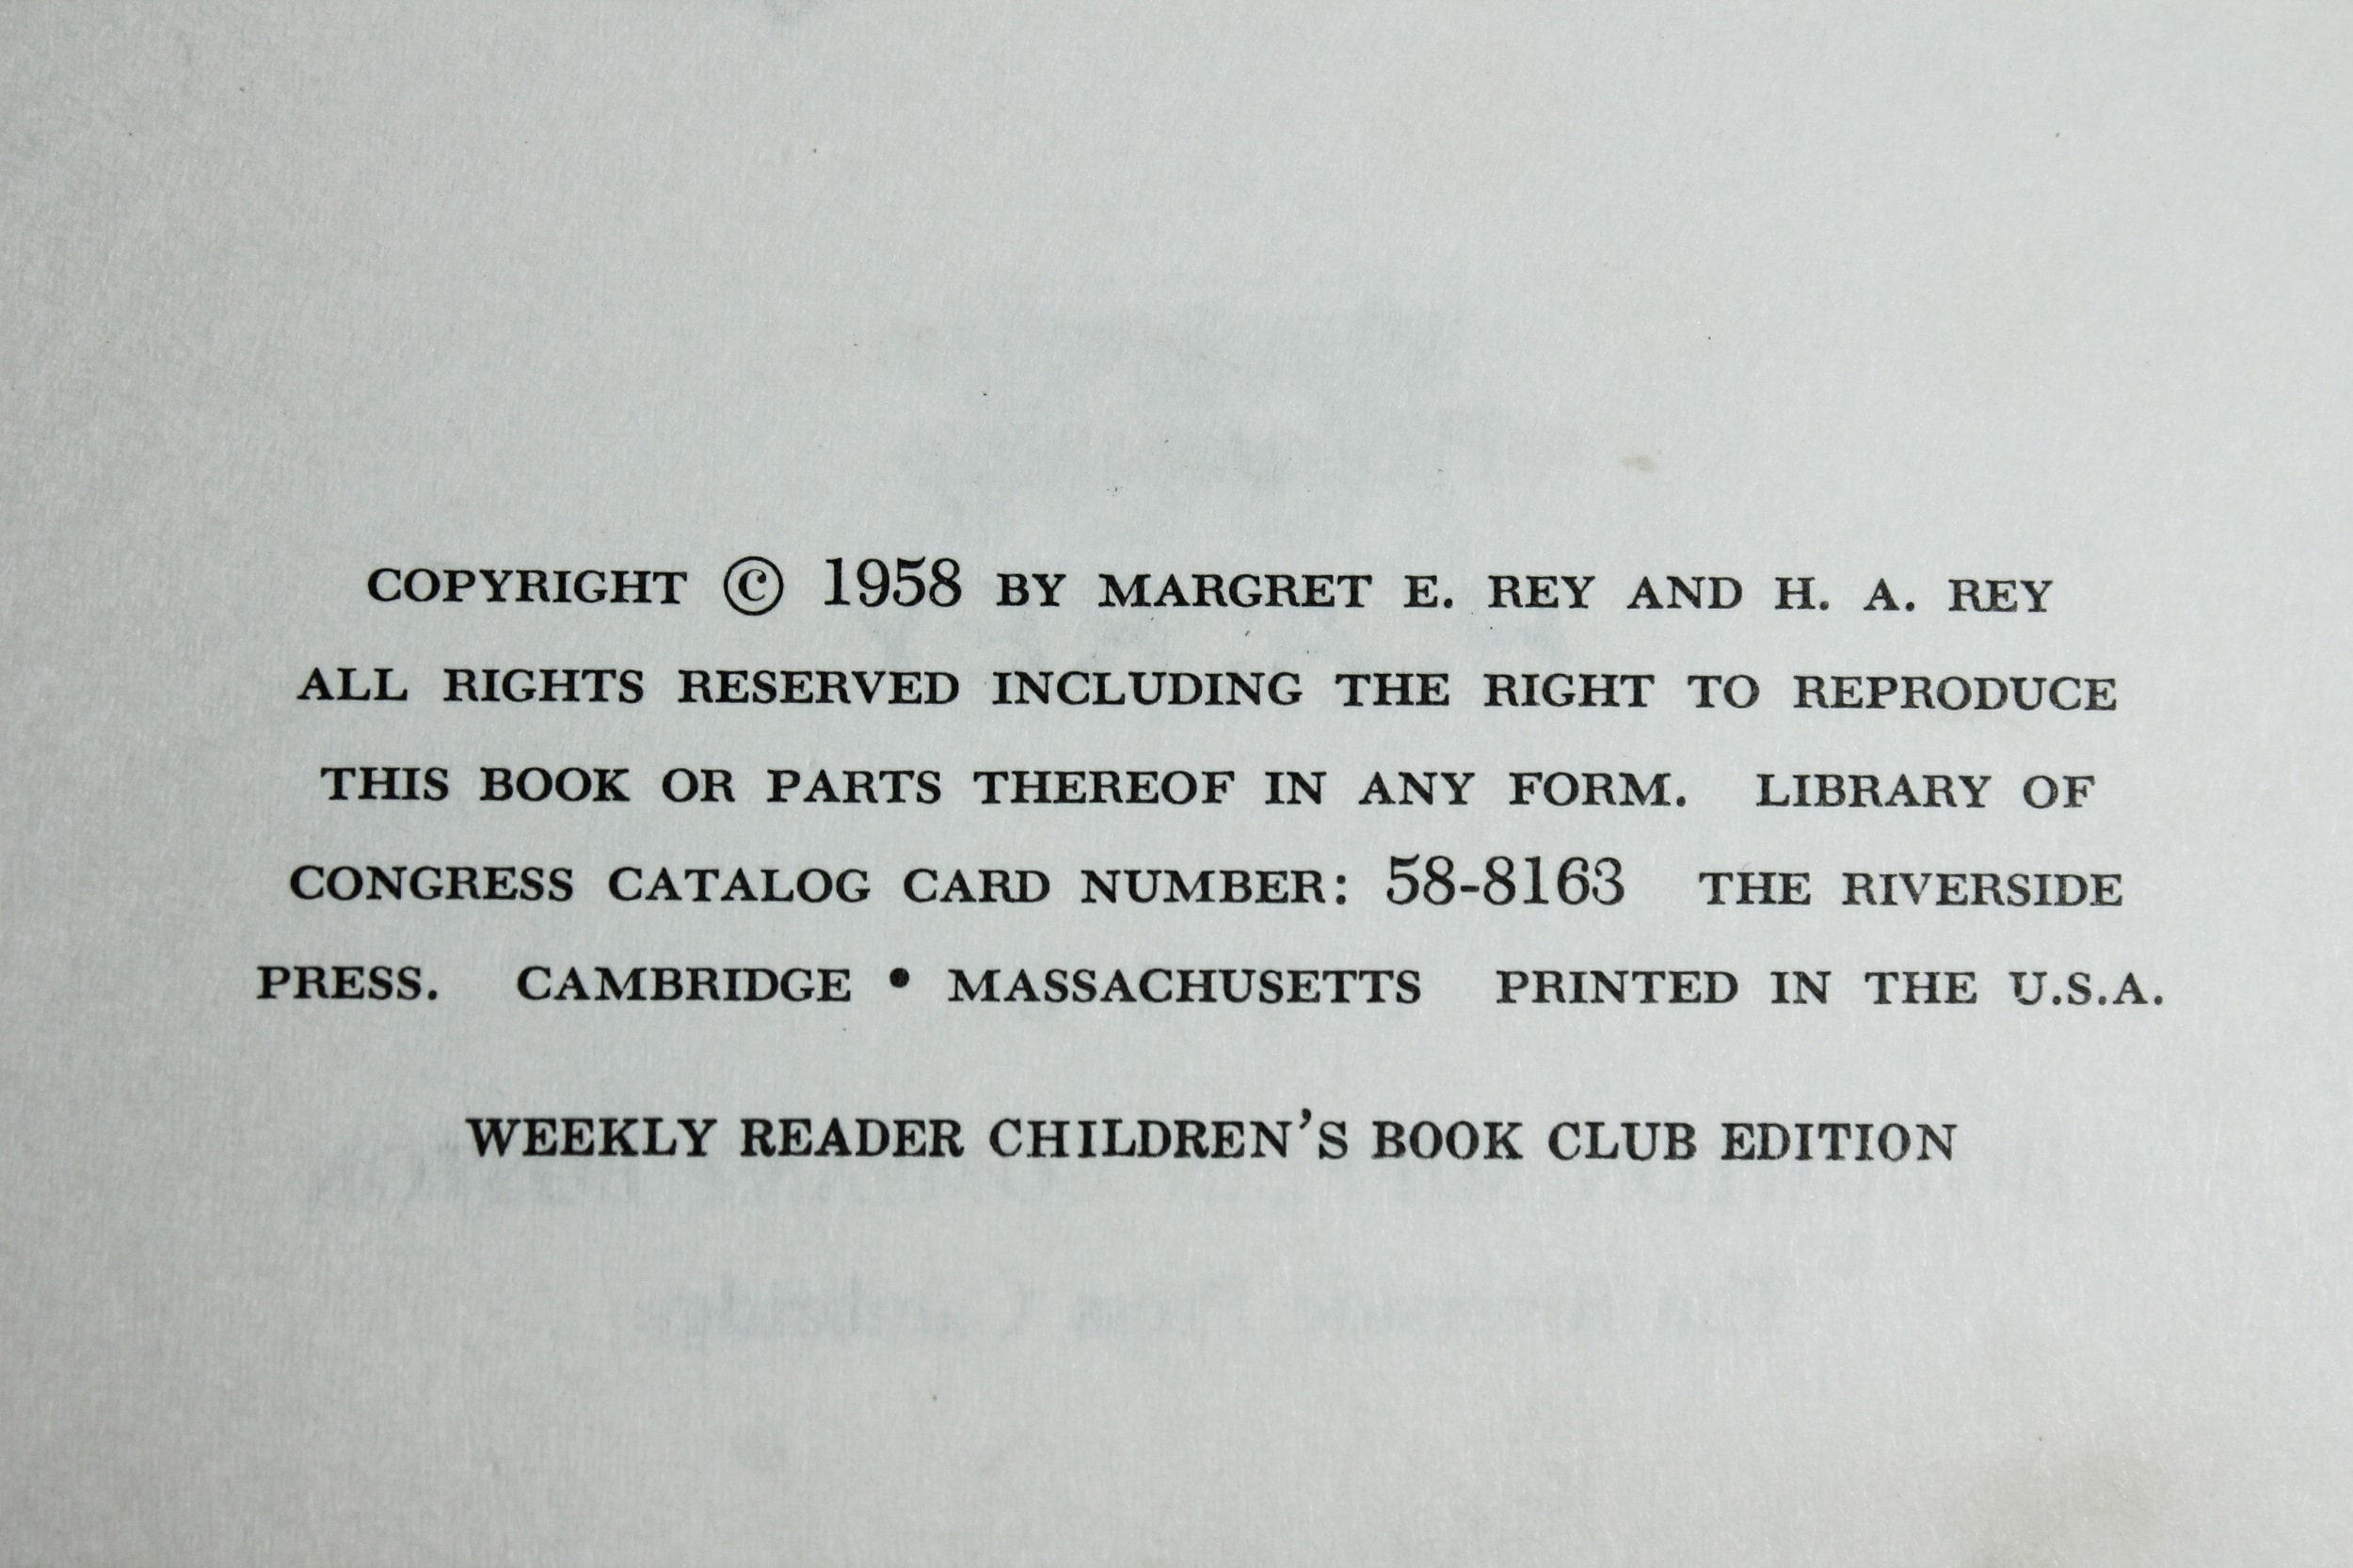 COPYRIGHT © 1958 BY MARGRET E. REY AND H. A. REY
ALL RIGHTS RESERVED INCLUDING THE RIGHT TO REPRODUCE
THIS BOOK OR PARTS THEREOF IN ANY FORM. LIBRARY OF
CONGRESS CATALOG CARD NUMBER: 58-8163 THE RIVERSIDE
PRESS. CAMBRIDGE • MASSACHUSETTS PRINTED IN THE U.S.A.
WEEKLY READER CHILDREN'S BOOK CLUB EDITION